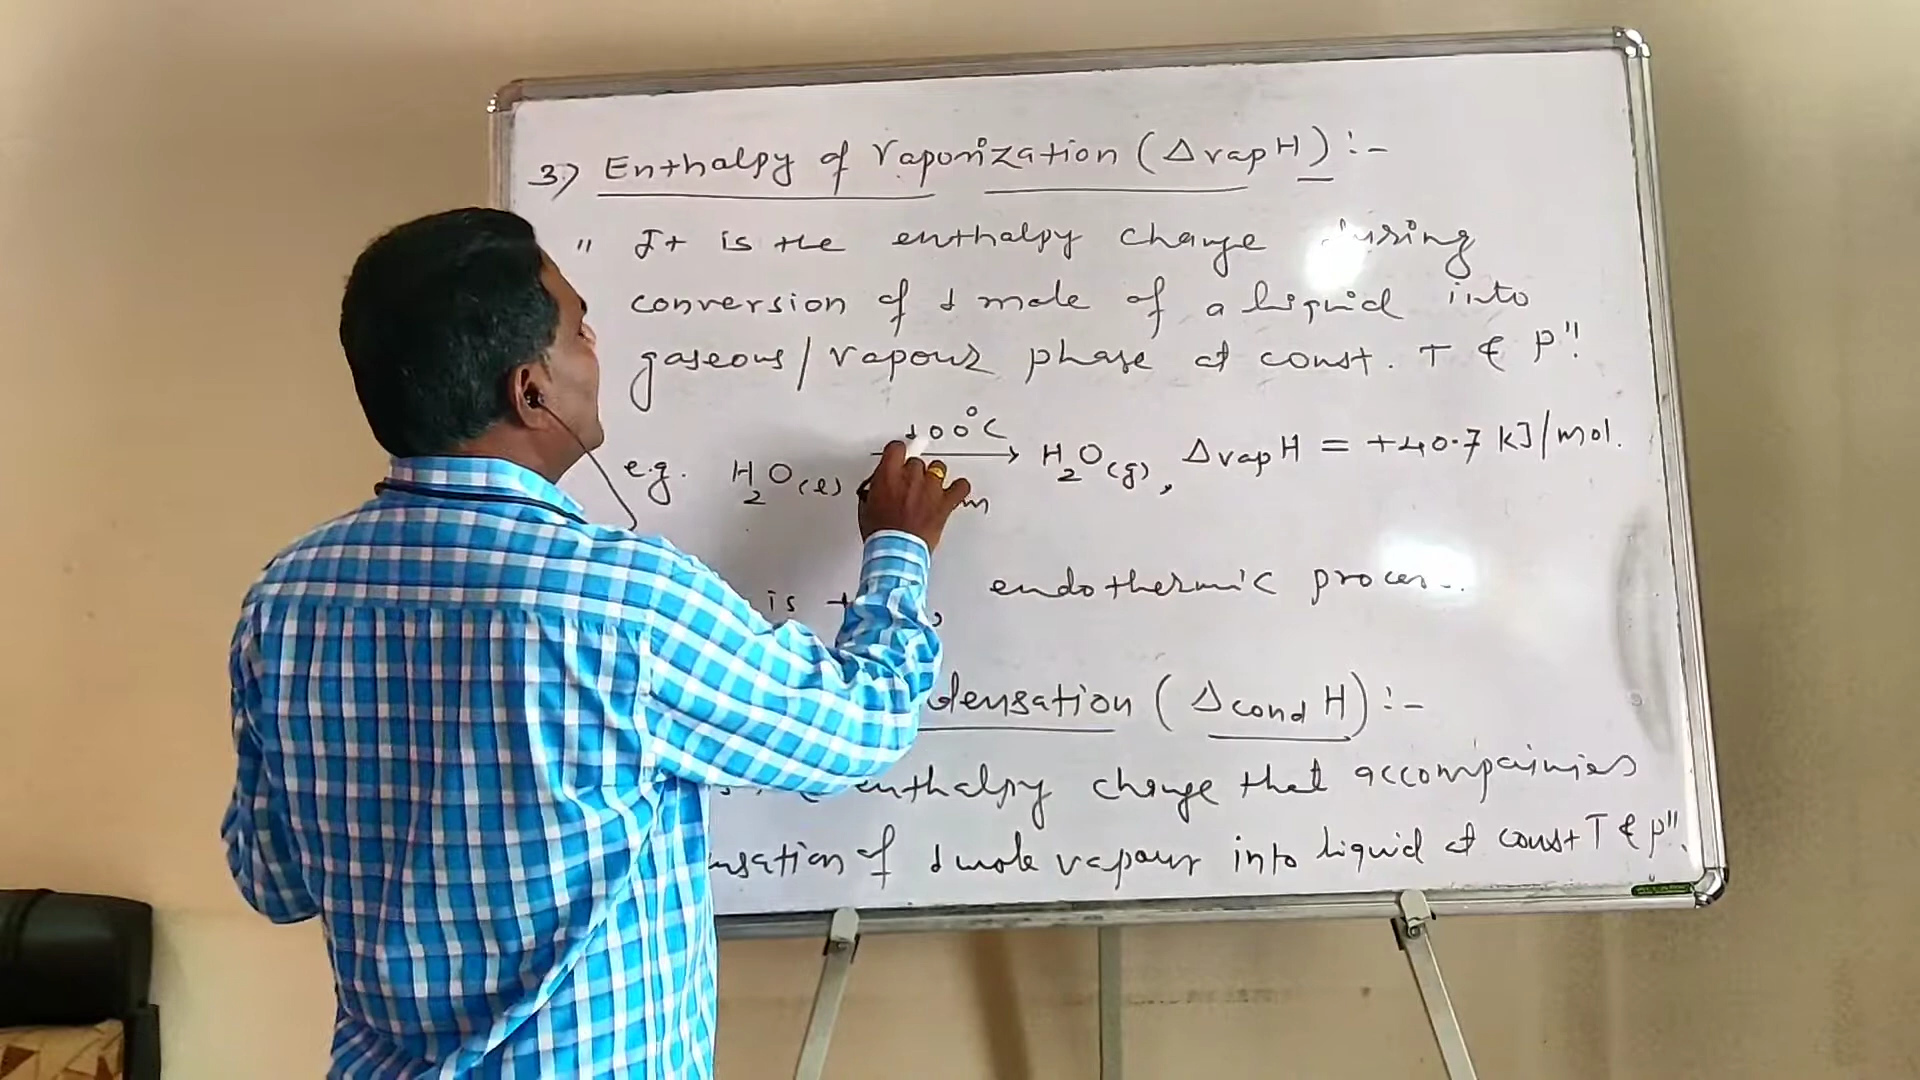 3.) Enthalpy of Vaporization (ΔvapH) :-
" It is the enthalpy change during
conversion of 1 mole of a liquid into
gaseous/vapour phase at const. T & P".
e.g. H2O(l) 100°C → H2O(g), ΔvapH = +40.7 kJ/mol.
is endothermic process.
(ΔcondH) :-
enthalpy change that accompainies
of 1 mole vapour into liquid at const T & P".